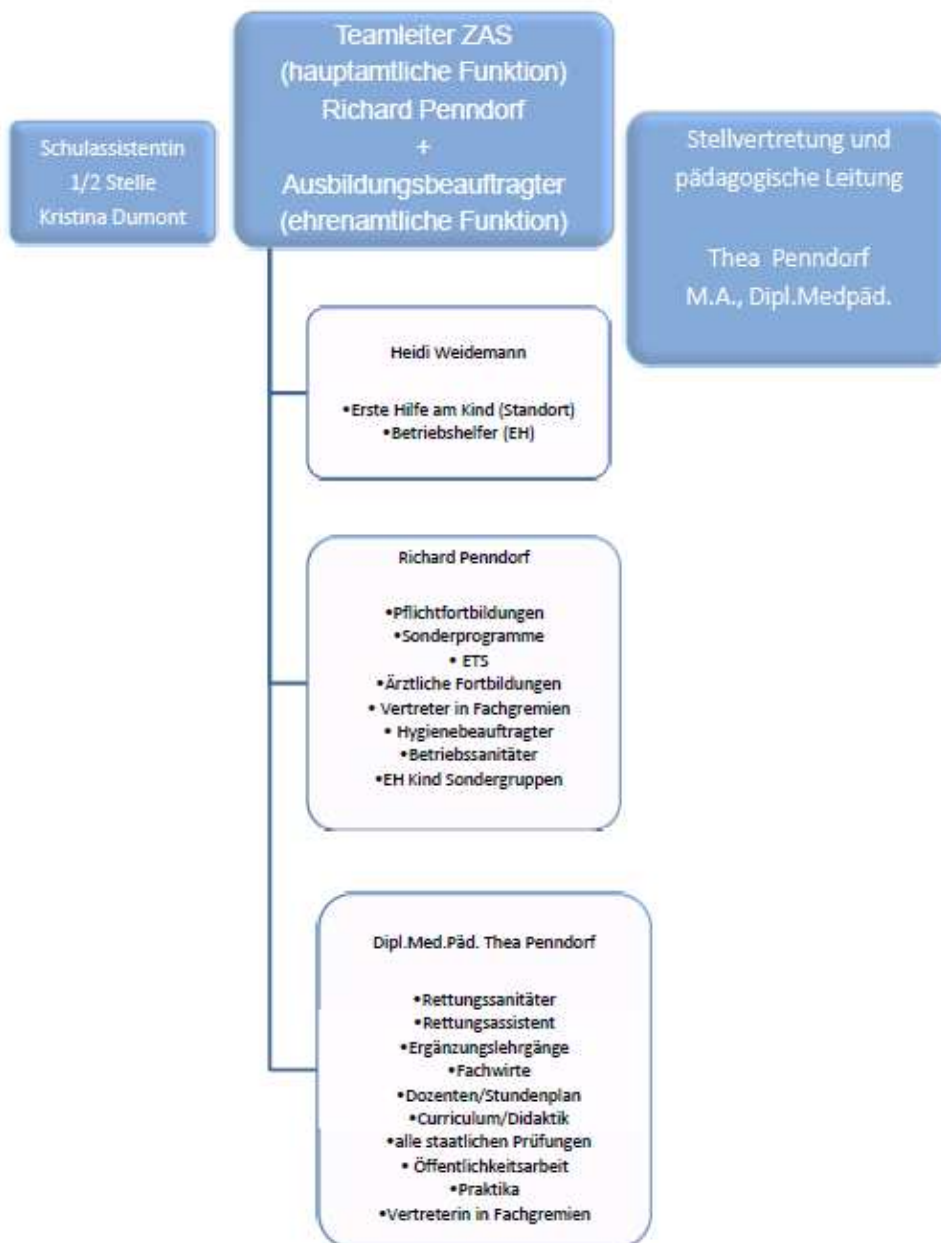 Teamleiter ZAS
(hauptamtliche Funktion)
Richard Penndorf
+
Ausbildungsbeauftragter
(ehrenamtliche Funktion)
Schulassistentin
1/2 Stelle
Kristina Dumont
Stellvertretung und
pädagogische Leitung
Thea Penndorf
M.A., Dipl.Medpäd.
Heidi Weidemann
•Erste Hilfe am Kind (Standort)
•Betriebshelfer (EH)
Richard Penndorf
•Pflichtfortbildungen
•Sonderprogramme
• ETS
•Ärztliche Fortbildungen
• Vertreter in Fachgremien
• Hygienebeauftragter
•Betriebssanitäter
•EH Kind Sondergruppen
Dipl.Med.Päd. Thea Penndorf
•Rettungssanitäter
•Rettungsassistent
•Ergänzungslehrgänge
•Fachwirte
•Dozenten/Stundenplan
•Curriculum/Didaktik
•alle staatlichen Prüfungen
• Öffentlichkeitsarbeit
•Praktika
•Vertreterin in Fachgremien